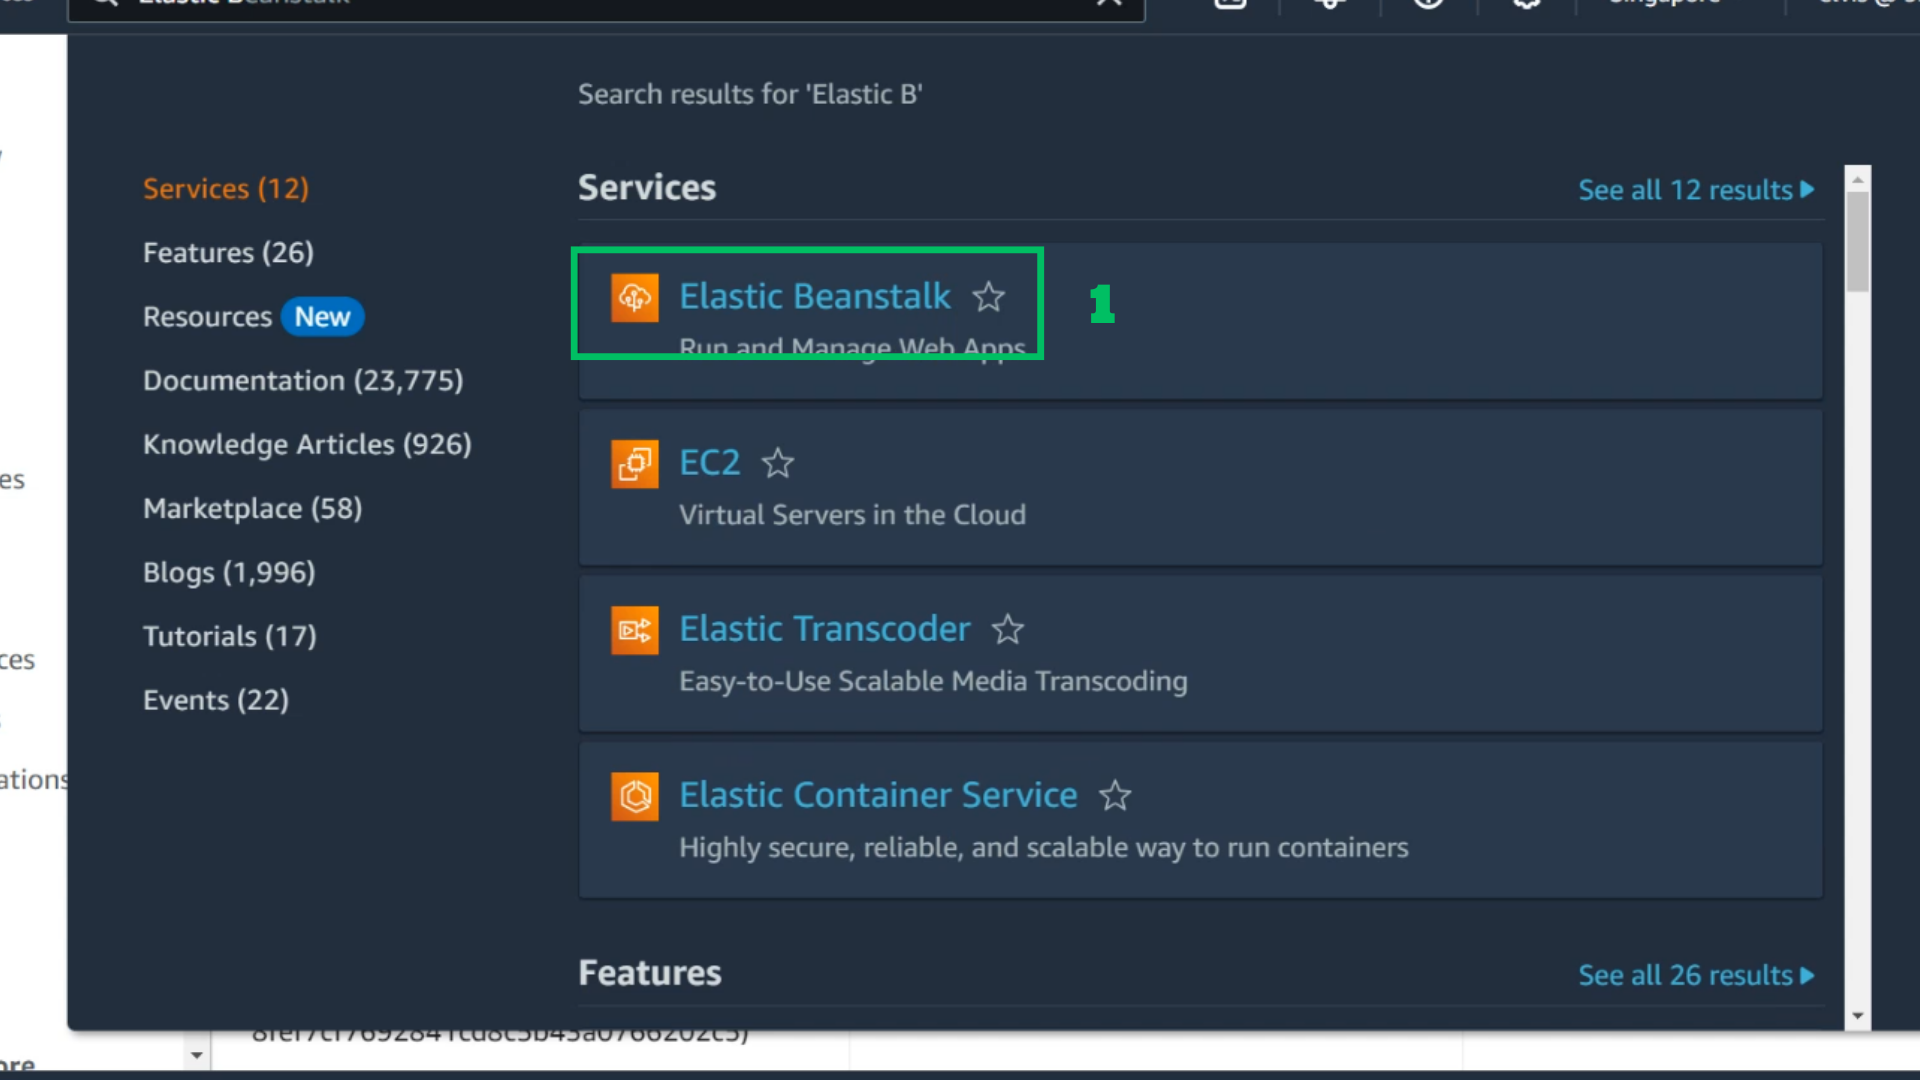 Elastic Beanstalk
Singapore
Search results for 'Elastic B'
Services (12)
Features (26)
Resources New
Documentation (23,775)
Knowledge Articles (926)
Marketplace (58)
Blogs (1,996)
Tutorials (17)
Events (22)
Services
See all 12 results
Elastic Beanstalk
1
Run and Manage Web Apps
EC2
Virtual Servers in the Cloud
Elastic Transcoder
Easy-to-Use Scalable Media Transcoding
Elastic Container Service
Highly secure, reliable, and scalable way to run containers
Features
See all 26 results
es
ces
ations